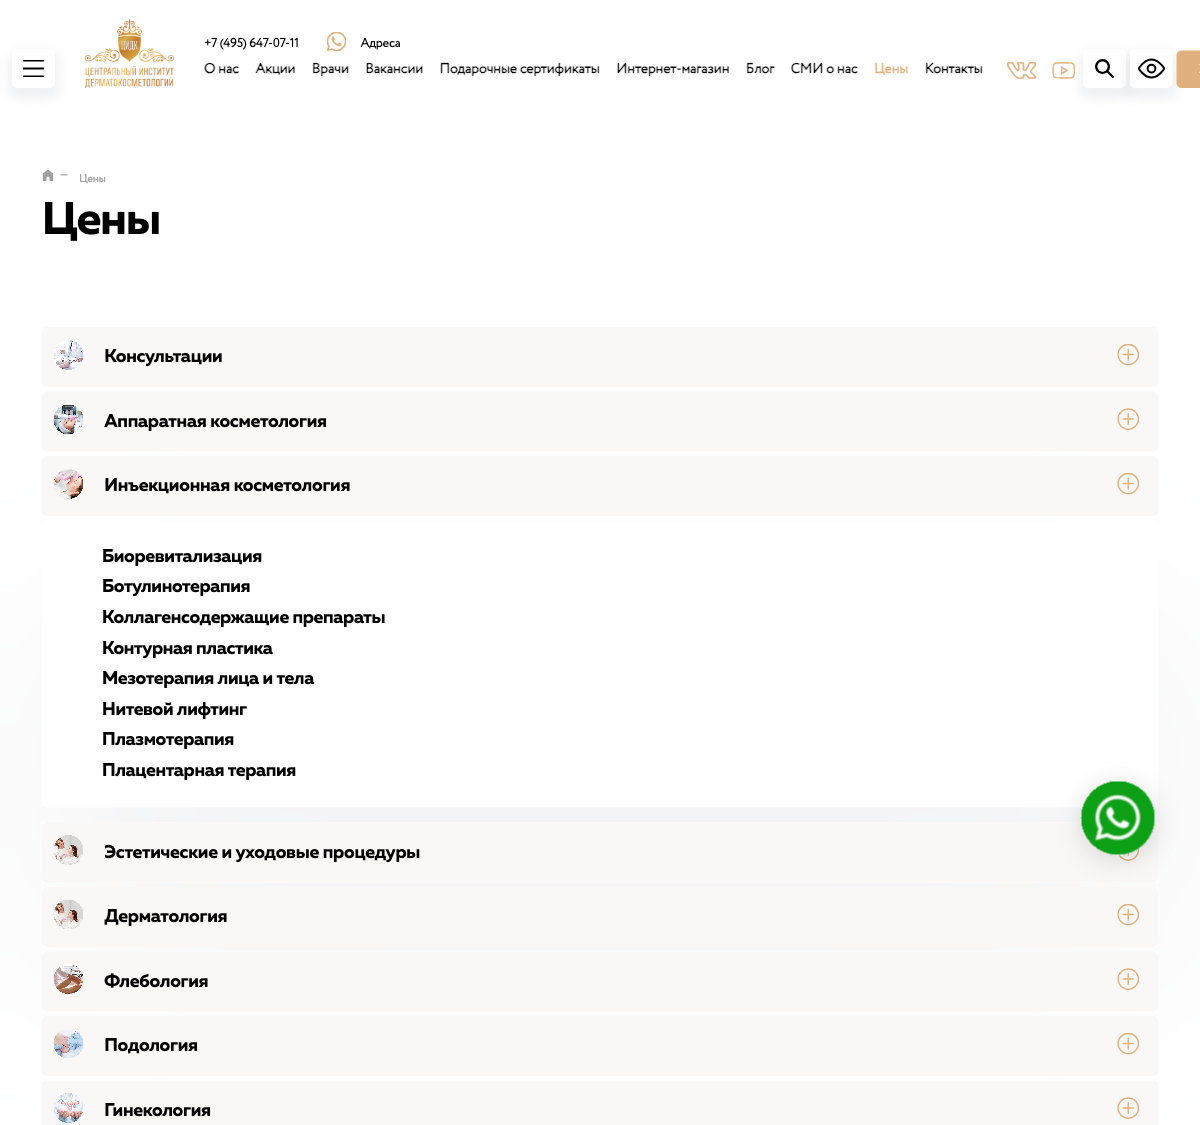 +7 (495) 647-07-11
Адреса
ЦИДК
ЦЕНТРАЛЬНЫЙ ИНСТИТУТ
ДЕРМАТОКОСМЕТОЛОГИИ
О нас Акции Врачи Вакансии Подарочные сертификаты Интернет-магазин Блог СМИ о нас Цены Контакты
Цены
Цены
Консультации
Аппаратная косметология
Инъекционная косметология
Биоревитализация
Ботулинотерапия
Коллагенсодержащие препараты
Контурная пластика
Мезотерапия лица и тела
Нитевой лифтинг
Плазмотерапия
Плацентарная терапия
Эстетические и уходовые процедуры
Дерматология
Флебология
Подология
Гинекология